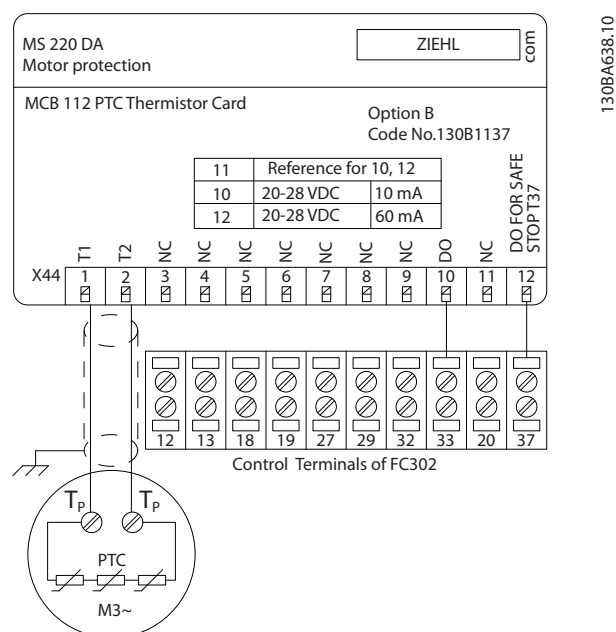 MS 220 DA
Motor protection
ZIEHL
com
130BA638.10
MCB 112 PTC Thermistor Card
Option B
Code No.130B1137
11 Reference for 10, 12
10 20-28 VDC 10 mA
12 20-28 VDC 60 mA
T1 T2 NC NC NC NC NC NC NC DO NC DO FOR SAFE
STOP T37
X44 1 2 3 4 5 6 7 8 9 10 11 12
12 13 18 19 27 29 32 33 20 37
Control Terminals of FC302
TP TP
PTC
M3~